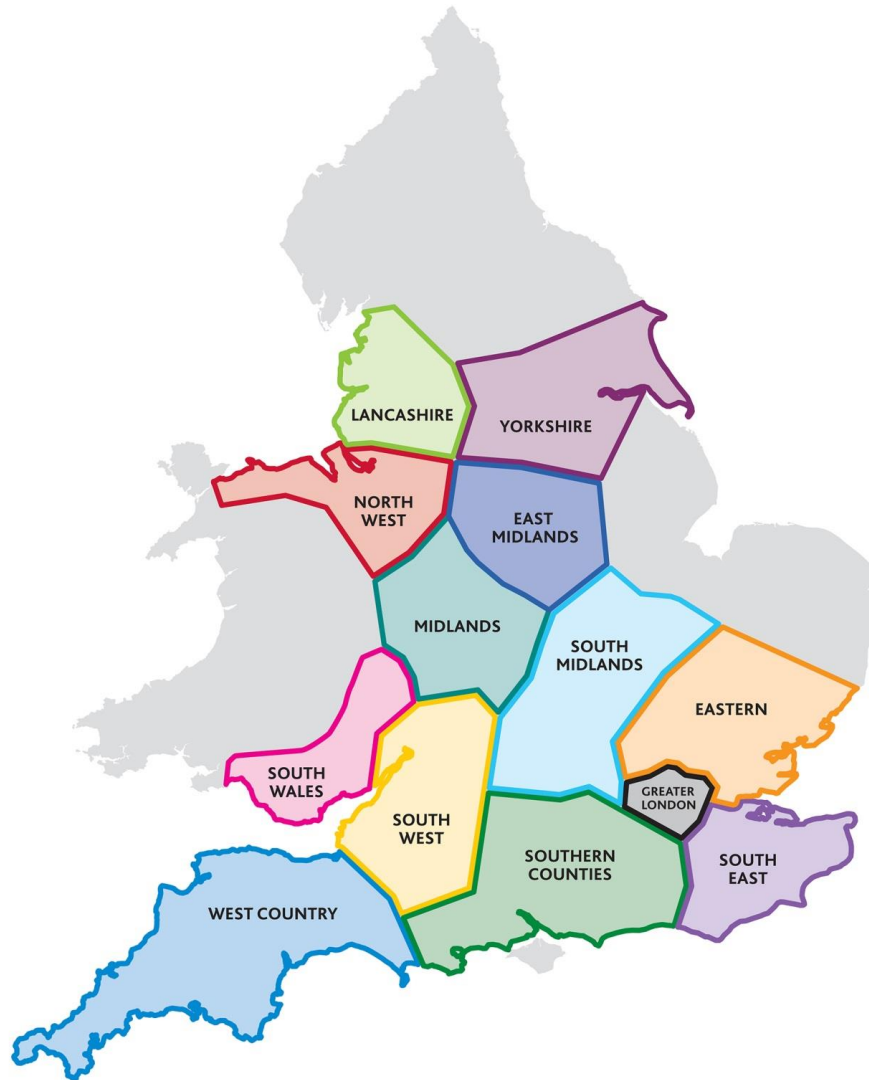 LANCASHIRE
YORKSHIRE
NORTH
WEST
EAST
MIDLANDS
MIDLANDS
SOUTH
MIDLANDS
EASTERN
SOUTH
WALES
GREATER
LONDON
SOUTH
WEST
SOUTHERN
COUNTIES
SOUTH
EAST
WEST COUNTRY